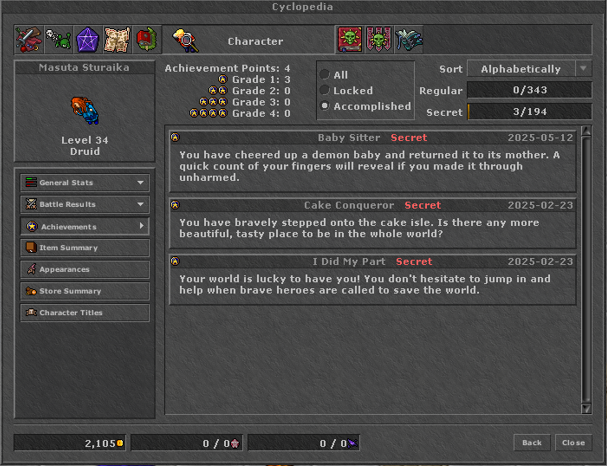 Cyclopedia
Character
Masuta Sturaika
Level 34
Druid
General Stats
Battle Results
Achievements
Item Summary
Appearances
Store Summary
Character Titles
Achievement Points: 4
Grade 1: 3
Grade 2: 0
Grade 3: 0
Grade 4: 0
All
Locked
Accomplished
Sort Alphabetically
Regular 0/343
Secret 3/194
Baby Sitter Secret 2025-05-12
You have cheered up a demon baby and returned it to its mother. A
quick count of your fingers will reveal if you made it through
unharmed.
Cake Conqueror Secret 2025-02-23
You have bravely stepped onto the cake isle. Is there any more
beautiful, tasty place to be in the whole world?
I Did My Part Secret 2025-02-23
Your world is lucky to have you! You don't hesitate to jump in and
help when brave heroes are called to save the world.
2,105
0 / 0
0 / 0
Back
Close